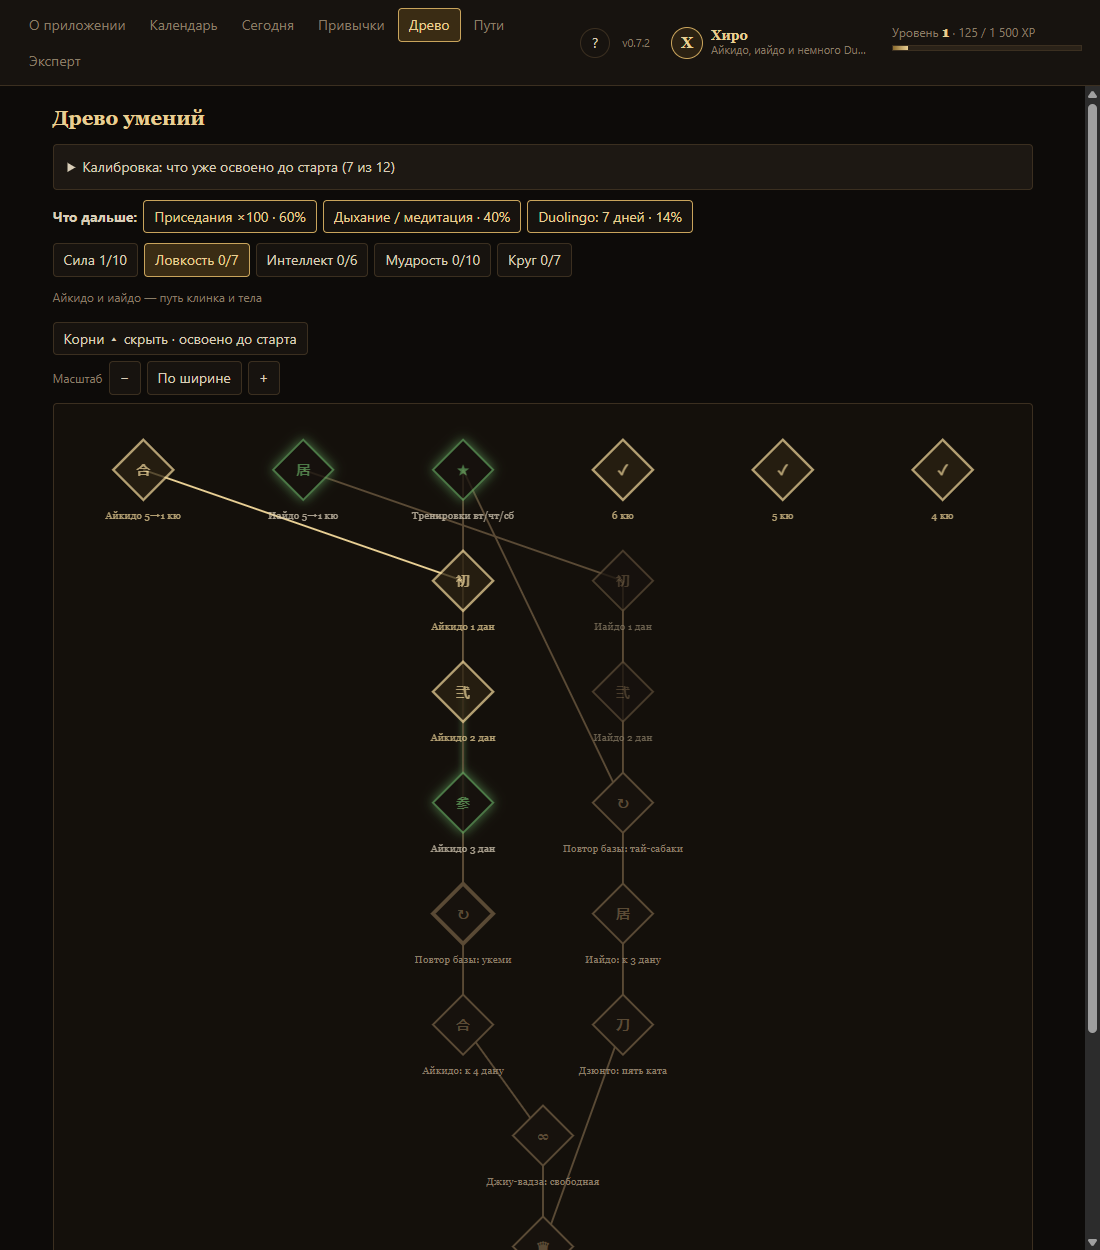 О приложении Календарь Сегодня Привычки Древо Пути
Эксперт
? v0.7.2 Х Хиро
Айкидо, иайдо и немного Du...
Уровень 1 · 125 / 1 500 XP
Древо умений
▶ Калибровка: что уже освоено до старта (7 из 12)
Что дальше: Приседания ×100 · 60% Дыхание / медитация · 40% Duolingo: 7 дней · 14%
Сила 1/10 Ловкость 0/7 Интеллект 0/6 Мудрость 0/10 Круг 0/7
Айкидо и иайдо — путь клинка и тела
Корни ▴ скрыть · освоено до старта
Масштаб − По ширине +
合 居 ★ ✓ ✓ ✓
Айкидо 5→1 кю Иайдо 5→1 кю Тренировки вт/чт/сб 6 кю 5 кю 4 кю
初 初
Айкидо 1 дан Иайдо 1 дан
弐 弐
Айкидо 2 дан Иайдо 2 дан
参 ↻
Айкидо 3 дан Повтор базы: тай-сабаки
↻ 居
Повтор базы: укеми Иайдо: к 3 дану
合 刀
Айкидо: к 4 дану Дзюнто: пять ката
∞
Джиу-вадза: свободная
♛